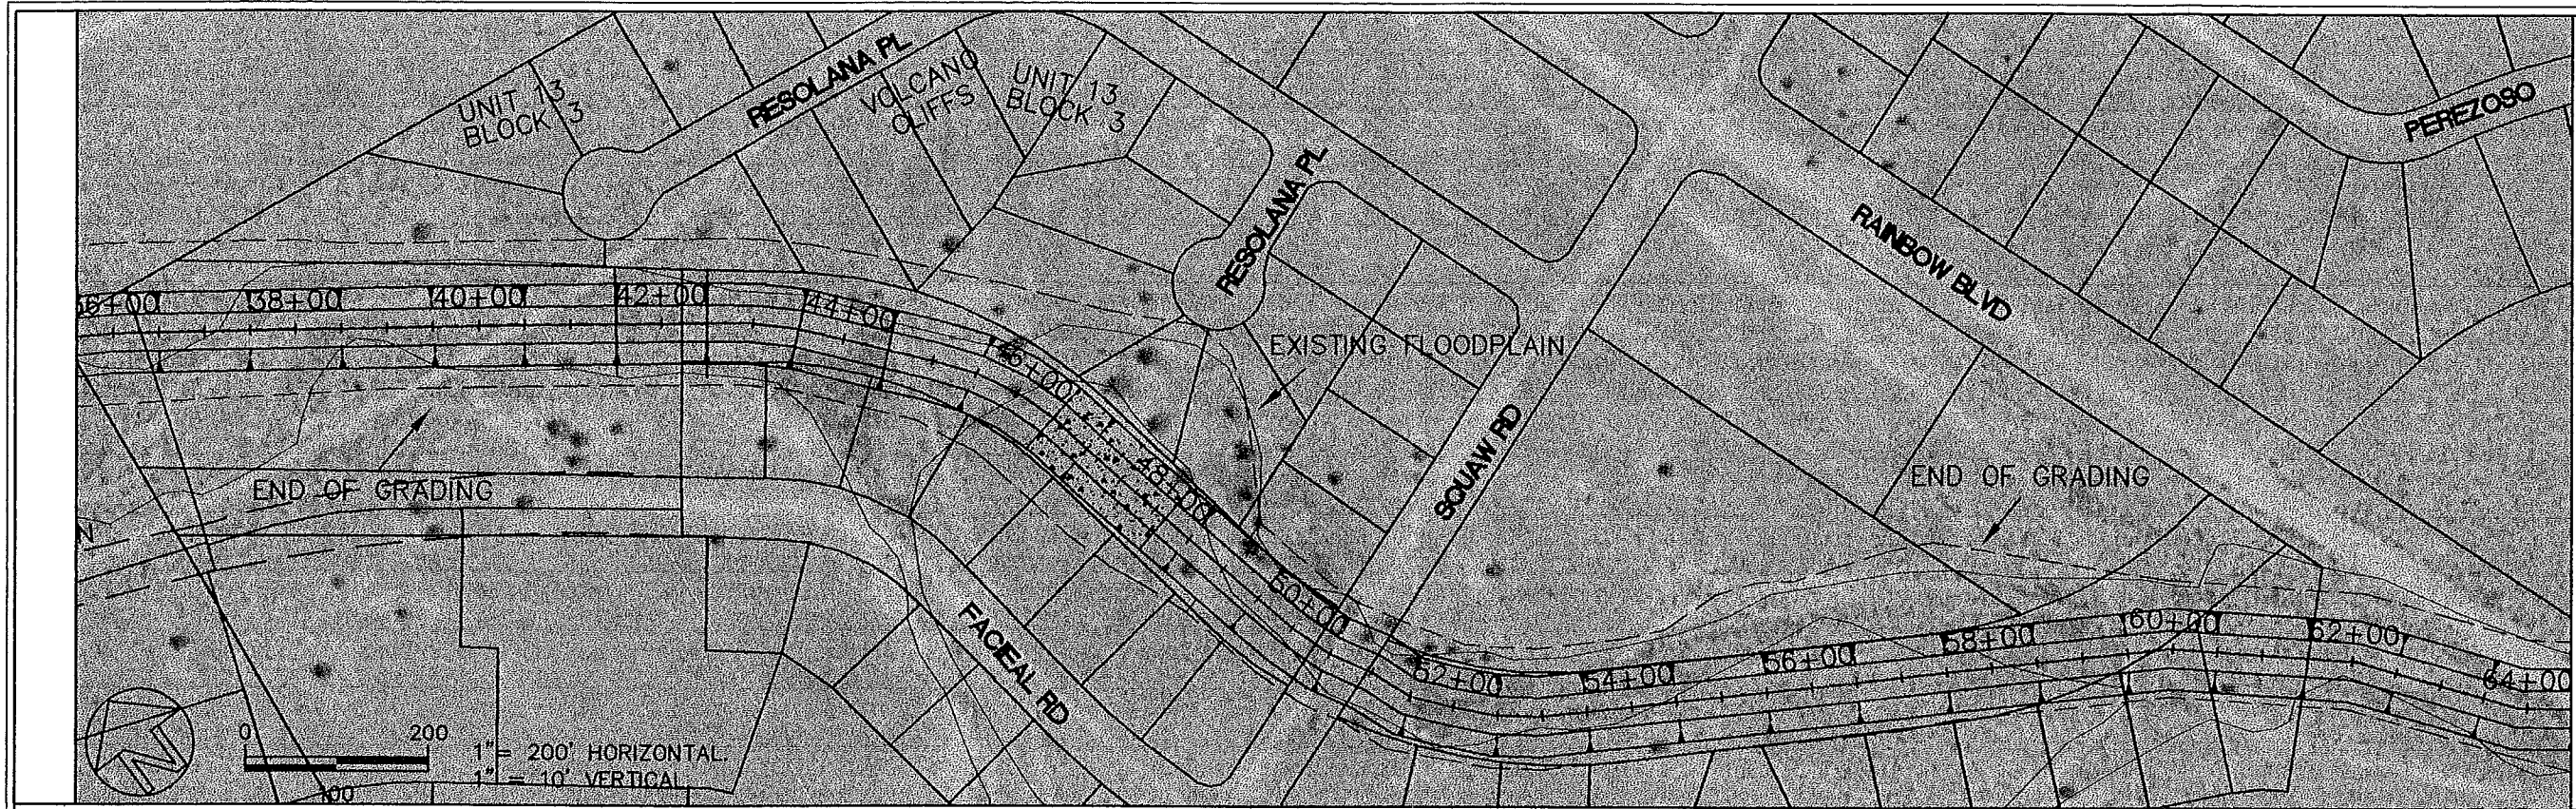 RESOLANA PL
UNIT 13
BLOCK 3
VOLCANO
CLIFFS
UNIT 13
BLOCK 3
PEREZOSO
RESOLANA PL
RAINBOW BLVD
36+00
38+00
40+00
42+00
44+00
46+00
48+00
50+00
52+00
54+00
56+00
58+00
60+00
62+00
64+00
EXISTING FLOODPLAIN
SQUAW RD
END OF GRADING
END OF GRADING
N
FACIEAL RD
N
0 200
1"= 200' HORIZONTAL.
1" = 10' VERTICAL
100